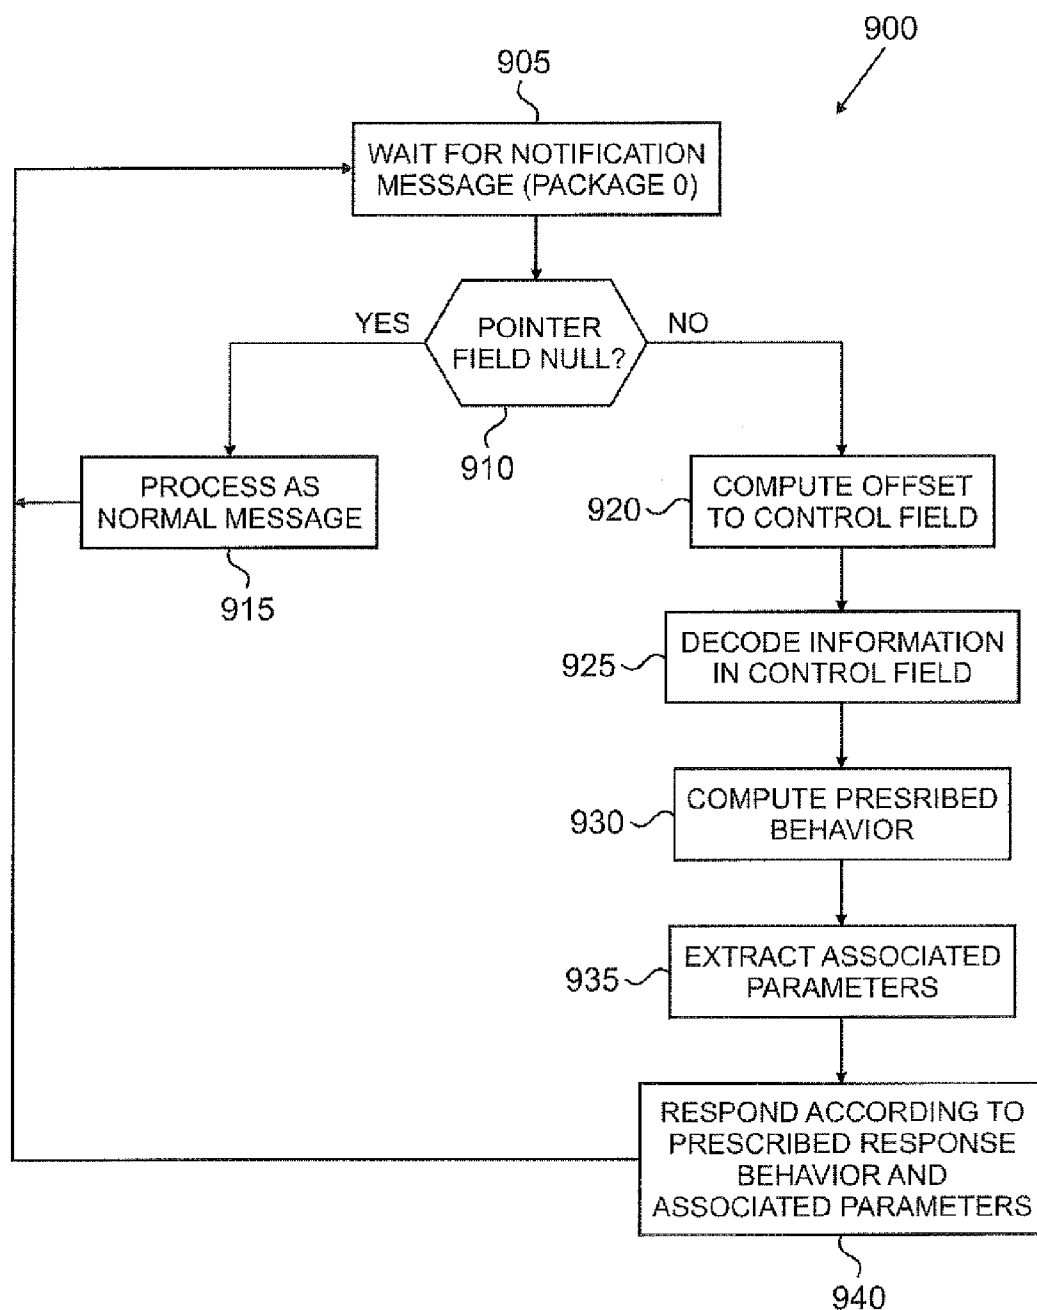 900
905
WAIT FOR NOTIFICATION
MESSAGE (PACKAGE 0)
YES
POINTER
FIELD NULL?
NO
910
PROCESS AS
NORMAL MESSAGE
915
920
COMPUTE OFFSET
TO CONTROL FIELD
925
DECODE INFORMATION
IN CONTROL FIELD
930
COMPUTE PRESRIBED
BEHAVIOR
935
EXTRACT ASSOCIATED
PARAMETERS
RESPOND ACCORDING TO
PRESCRIBED RESPONSE
BEHAVIOR AND
ASSOCIATED PARAMETERS
940